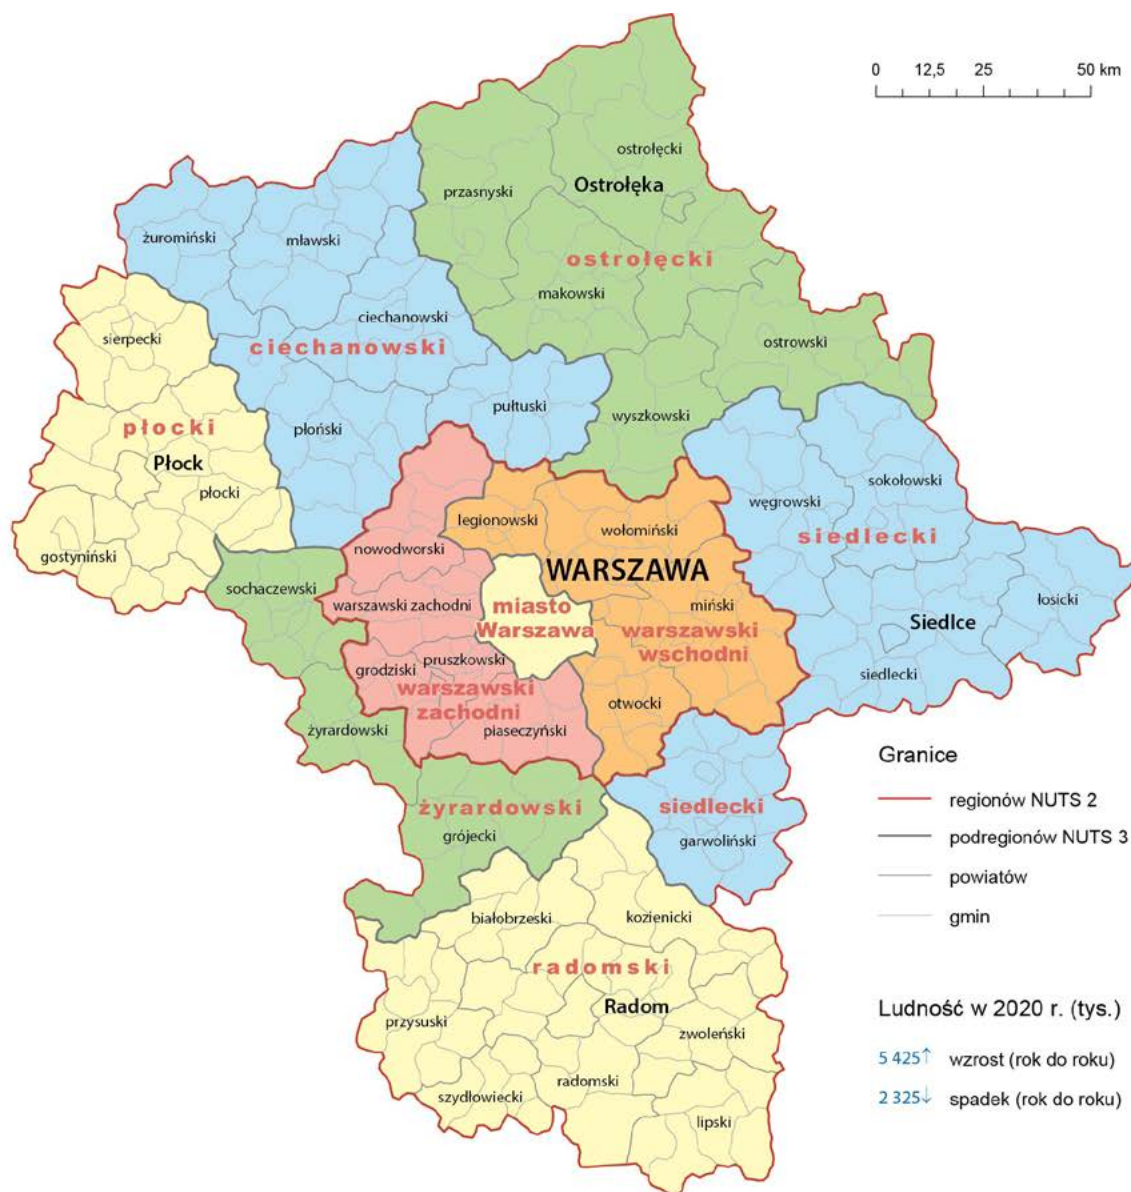 0 12,5 25 50 km
ostrołęcki
Ostrołęka
przasnyski
żuromiński
mławski
ostrołęcki
makowski
ciechanowski
sierpecki
ciechanowski
ostrowski
pułtuski
wyszkowski
płocki
płoński
Płock
płocki
sokołowski
węgrowski
legionowski
wołomiński
siedlecki
gostyniński
nowodworski
WARSZAWA
sochaczewski
warszawski zachodni
miasto
Warszawa
miński
łosicki
Siedlce
warszawski
wschodni
pruszkowski
grodziski
siedlecki
warszawski
zachodni
otwocki
żyrardowski
piaseczyński
Granice
żyrardowski
siedlecki
regionów NUTS 2
grójecki
garwoliński
podregionów NUTS 3
powiatów
gmin
białobrzeski
kozienicki
radomski
Radom
Ludność w 2020 r. (tys.)
przysuski
zwoleński
5 425↑ wzrost (rok do roku)
radomski
szydłowiecki
2 325↓ spadek (rok do roku)
lipski